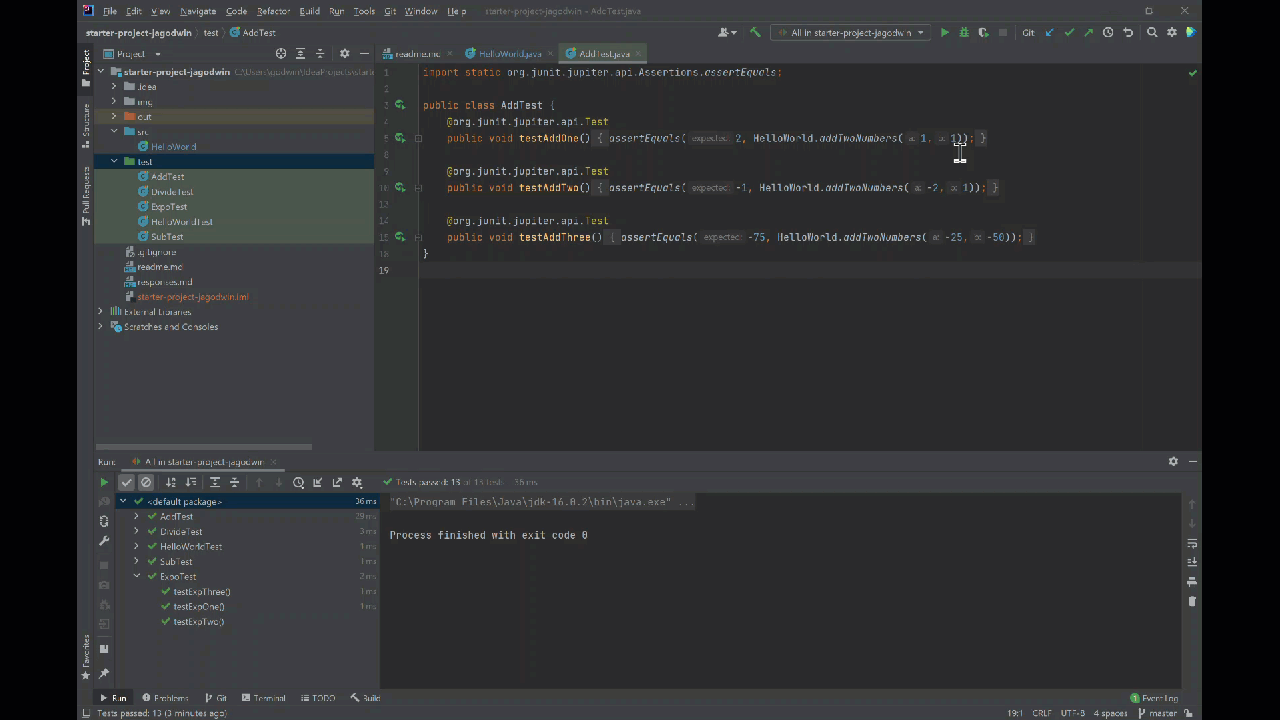 File Edit View Navigate Code Refactor Build Run Tools Git Window Help starter-project-jagodwin - AddTest.java
starter-project-jagodwin test AddTest All in starter-project-jagodwin Git:
Project readme.md HelloWorld.java AddTest.java
Project
Structure
Pull Requests
starter-project-jagodwin C:\Users\godwin\IdeaProjects\starte
.idea
img
out
src
HelloWorld
test
AddTest
DivideTest
ExpoTest
HelloWorldTest
SubTest
.gitignore
readme.md
responses.md
starter-project-jagodwin.iml
External Libraries
Scratches and Consoles
1 import static org.junit.jupiter.api.Assertions.assertEquals;
2
3 public class AddTest {
4 @org.junit.jupiter.api.Test
5 public void testAddOne() { assertEquals( expected: 2, HelloWorld.addTwoNumbers( a: 1, b: 1)); }
8
9 @org.junit.jupiter.api.Test
10 public void testAddTwo() { assertEquals( expected: -1, HelloWorld.addTwoNumbers( a: -2, b: 1)); }
13
14 @org.junit.jupiter.api.Test
15 public void testAddThree() { assertEquals( expected: -75, HelloWorld.addTwoNumbers( a: -25, b: -50)); }
18 }
19
Run: All in starter-project-jagodwin
Tests passed: 13 of 13 tests – 36 ms
<default package> 36 ms
AddTest 29 ms
DivideTest 3 ms
HelloWorldTest 1 ms
SubTest 1 ms
ExpoTest 2 ms
testExpThree() 1 ms
testExpOne() 1 ms
testExpTwo()
"C:\Program Files\Java\jdk-16.0.2\bin\java.exe" ...
Process finished with exit code 0
Favorites
Run Problems Git Terminal TODO Build Event Log
Tests passed: 13 (3 minutes ago) 19:1 CRLF UTF-8 4 spaces master